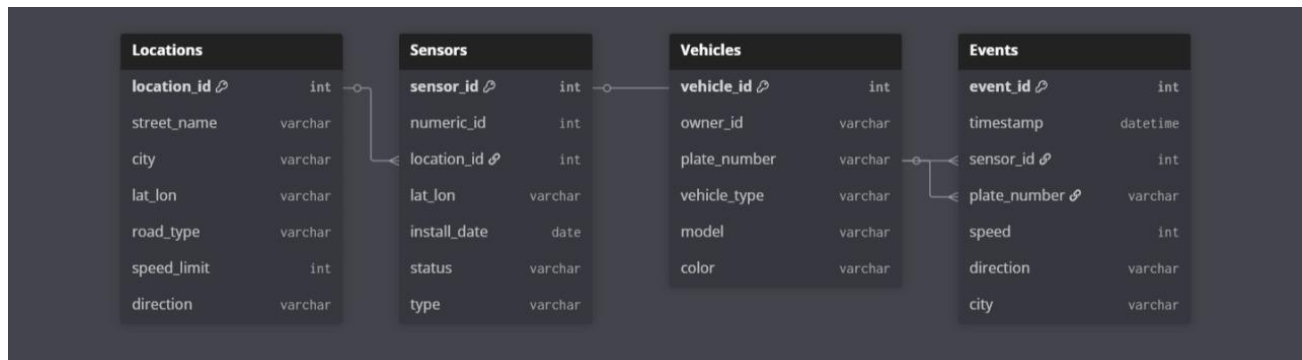 Locations
location_id int
street_name varchar
city varchar
lat_lon varchar
road_type varchar
speed_limit int
direction varchar
Sensors
sensor_id int
numeric_id int
location_id int
lat_lon varchar
install_date date
status varchar
type varchar
Vehicles
vehicle_id int
owner_id varchar
plate_number varchar
vehicle_type varchar
model varchar
color varchar
Events
event_id int
timestamp datetime
sensor_id int
plate_number varchar
speed int
direction varchar
city varchar